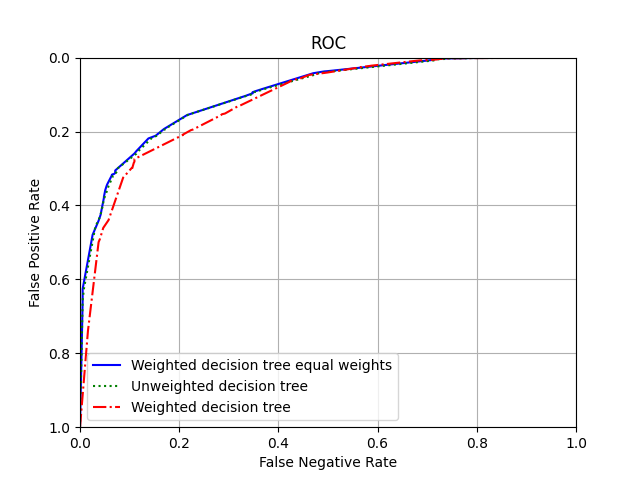 ROC
0.0
0.2
0.4
0.6
0.8
1.0
False Positive Rate
Weighted decision tree equal weights
Unweighted decision tree
Weighted decision tree
0.0 0.2 0.4 0.6 0.8 1.0
False Negative Rate